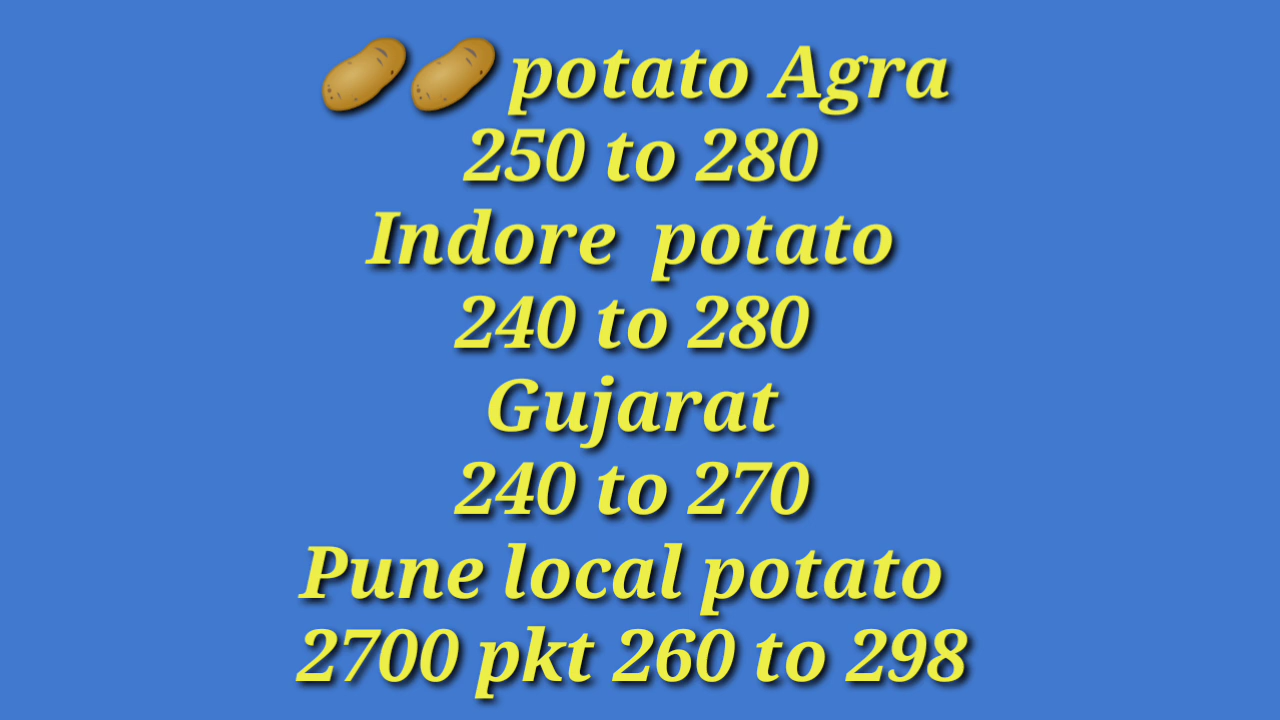 🥔🥔 potato Agra
250 to 280
Indore potato
240 to 280
Gujarat
240 to 270
Pune local potato
2700 pkt 260 to 298